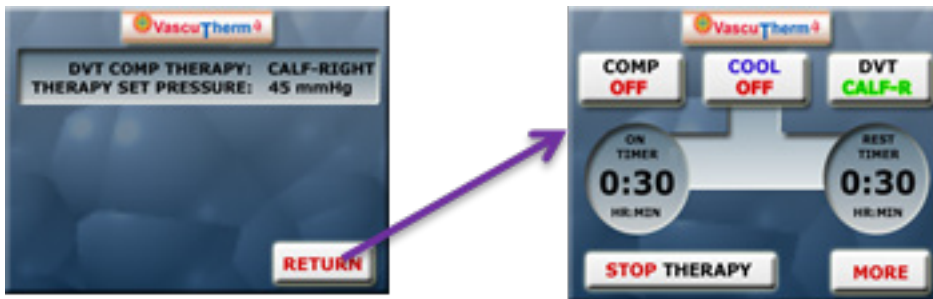 VascuTherm4
DVT COMP THERAPY: CALF-RIGHT
THERAPY SET PRESSURE: 45 mmHg
RETURN
VascuTherm4
COMP
OFF
COOL
OFF
DVT
CALF-R
ON
TIMER
0:30
HR:MIN
REST
TIMER
0:30
HR:MIN
STOP THERAPY
MORE